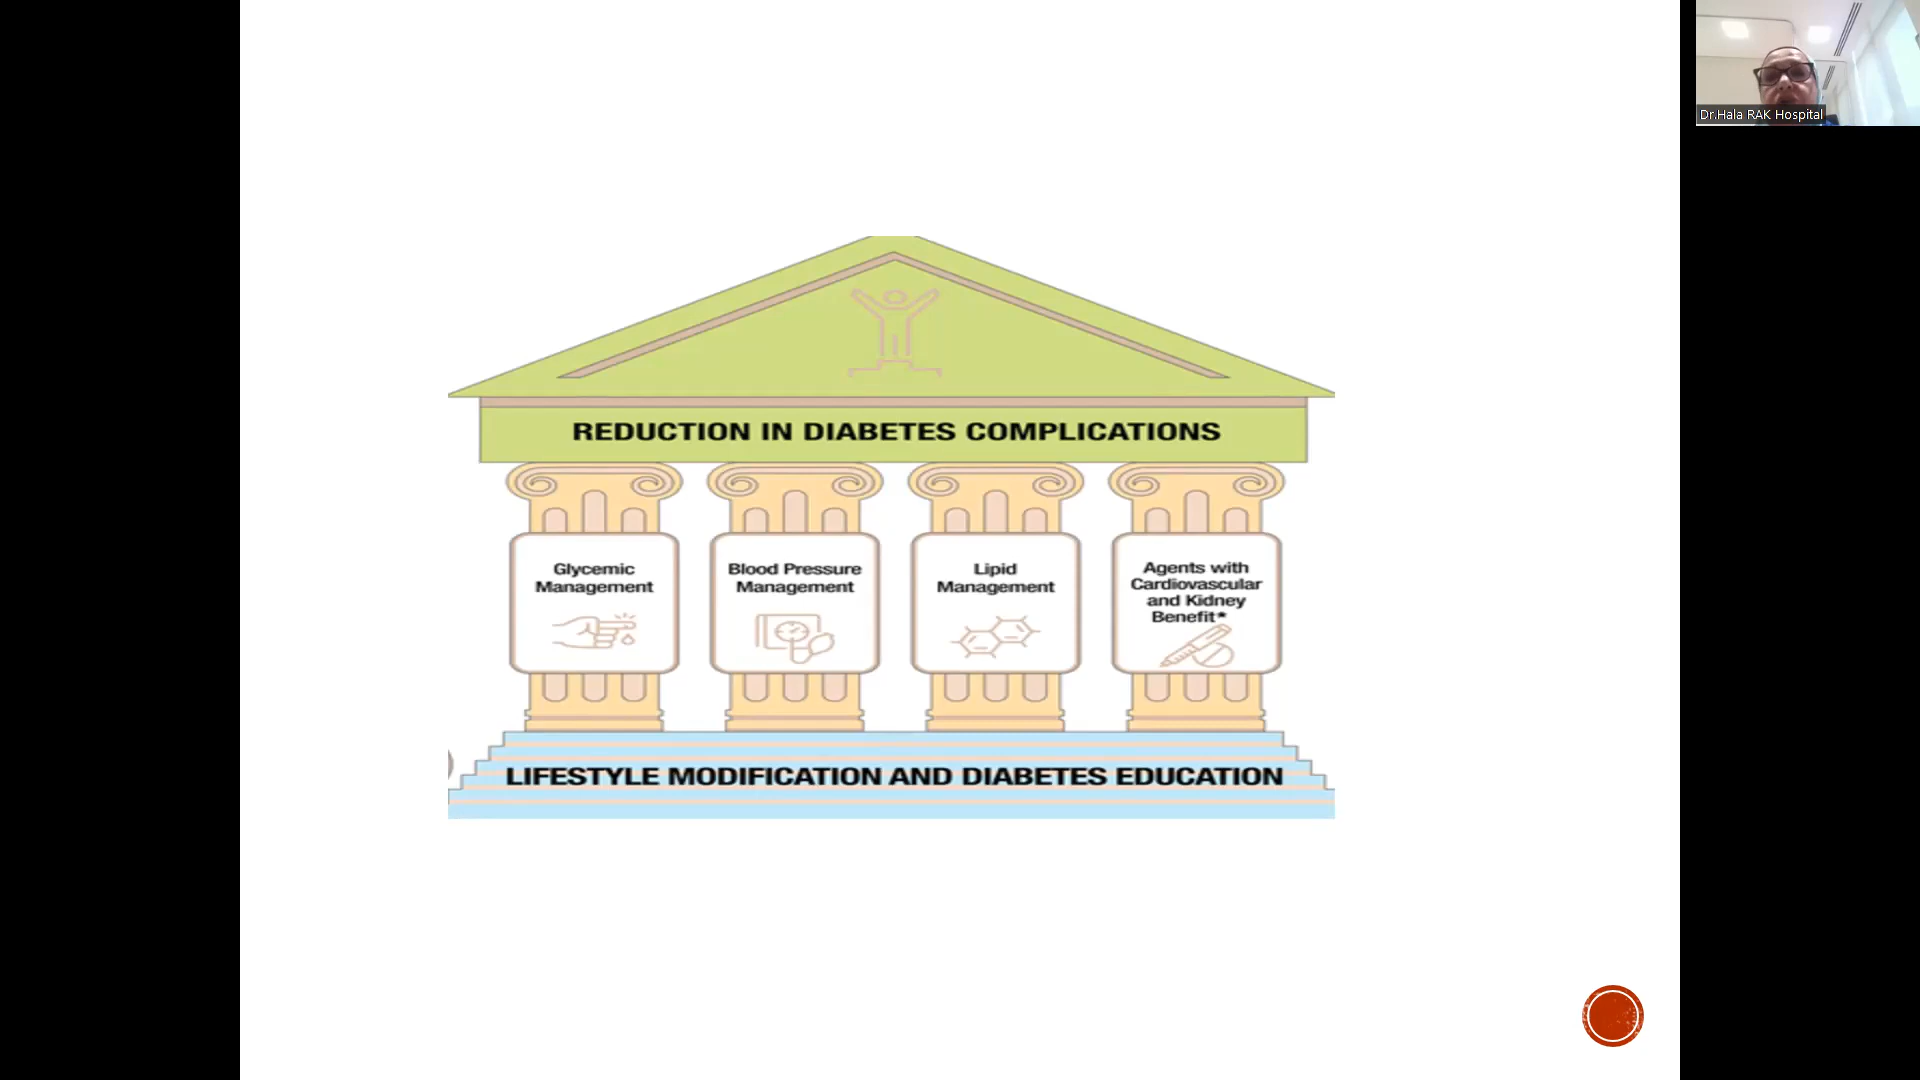 Dr.Hala RAK Hospital
REDUCTION IN DIABETES COMPLICATIONS
Glycemic
Management
Blood Pressure
Management
Lipid
Management
Agents with
Cardiovascular
and Kidney
Benefit*
LIFESTYLE MODIFICATION AND DIABETES EDUCATION